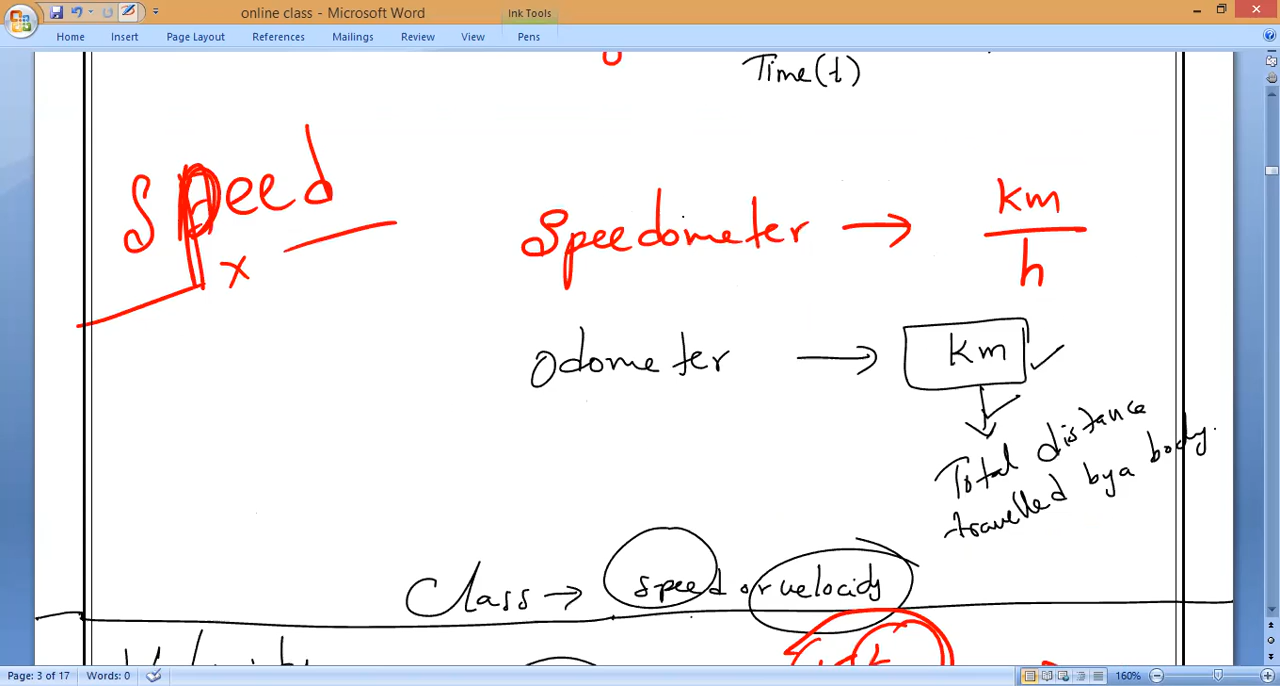 online class - Microsoft Word
Ink Tools
Home Insert Page Layout References Mailings Review View Pens
Time (t)
Speed
x
Speedometer → km
h
Odometer → Km
Total distance
travelled by a body.
Class → speed or velocity
Page: 3 of 17 Words: 0 160%